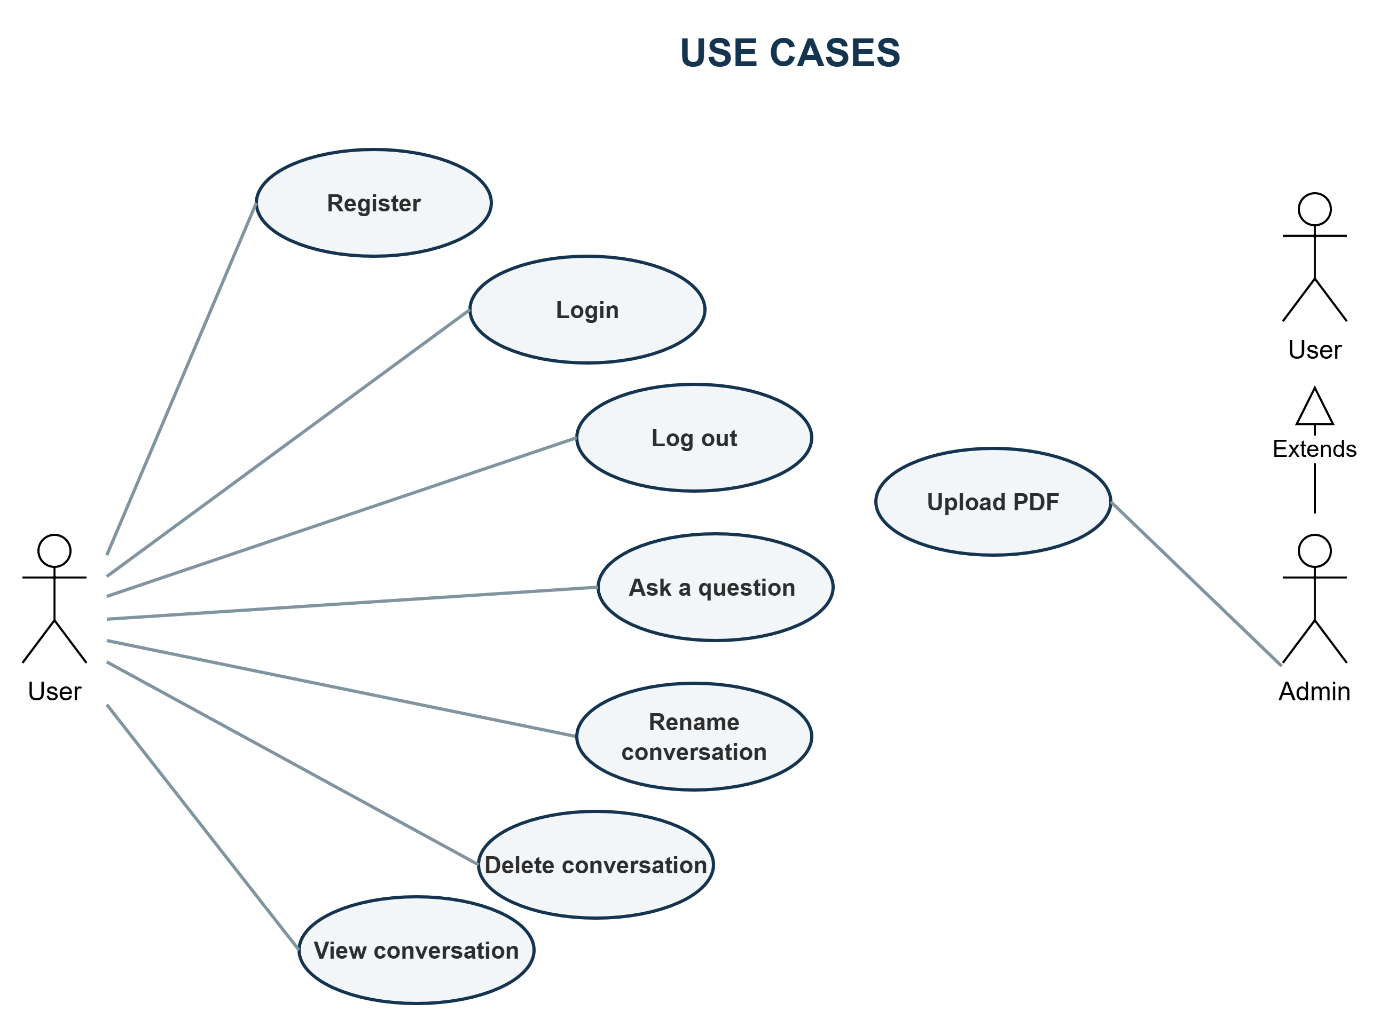 USE CASES
Register
Login
Log out
Ask a question
Rename
conversation
Delete conversation
View conversation
User
Upload PDF
User
Extends
Admin